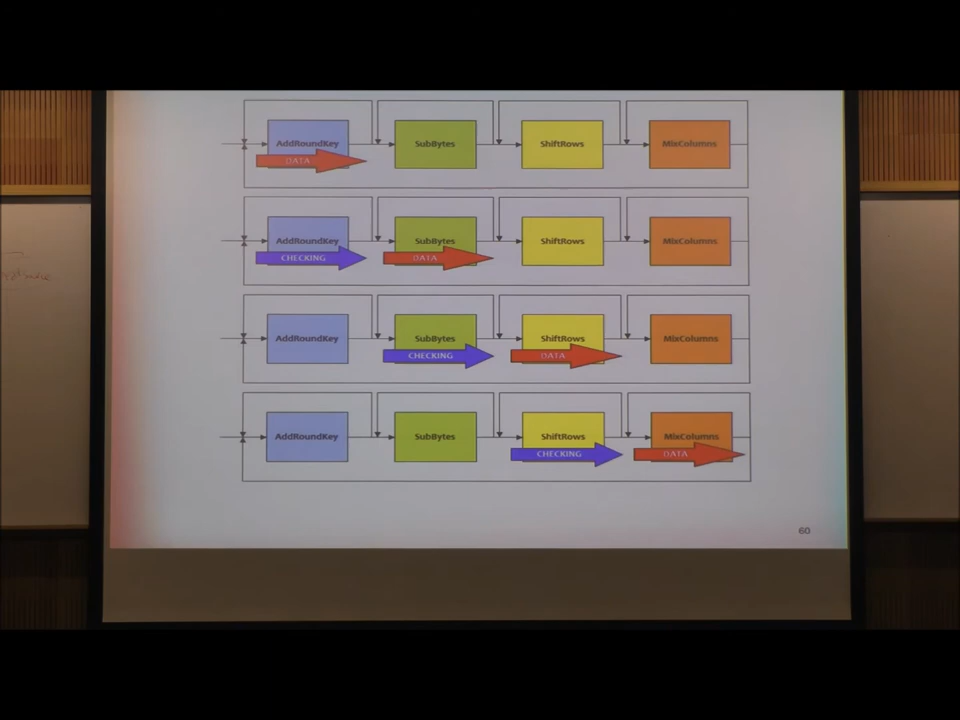 AddRoundKey SubBytes ShiftRows MixColumns
DATA
AddRoundKey SubBytes ShiftRows MixColumns
CHECKING DATA
AddRoundKey SubBytes ShiftRows MixColumns
CHECKING DATA
AddRoundKey SubBytes ShiftRows MixColumns
CHECKING DATA
60